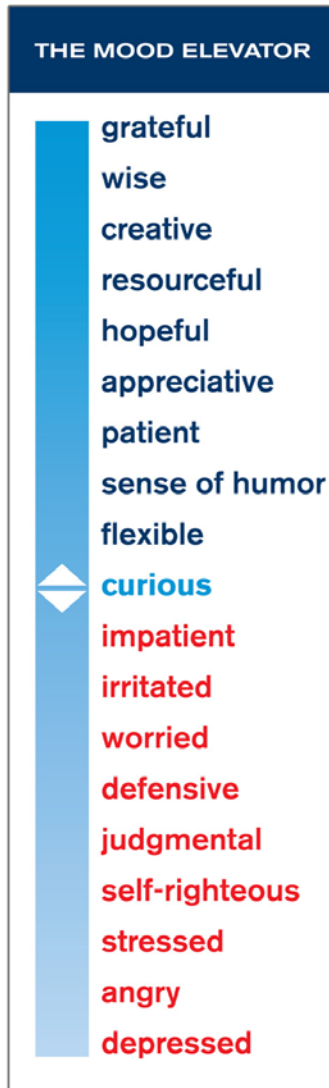 THE MOOD ELEVATOR
grateful
wise
creative
resourceful
hopeful
appreciative
patient
sense of humor
flexible
curious
impatient
irritated
worried
defensive
judgmental
self-righteous
stressed
angry
depressed